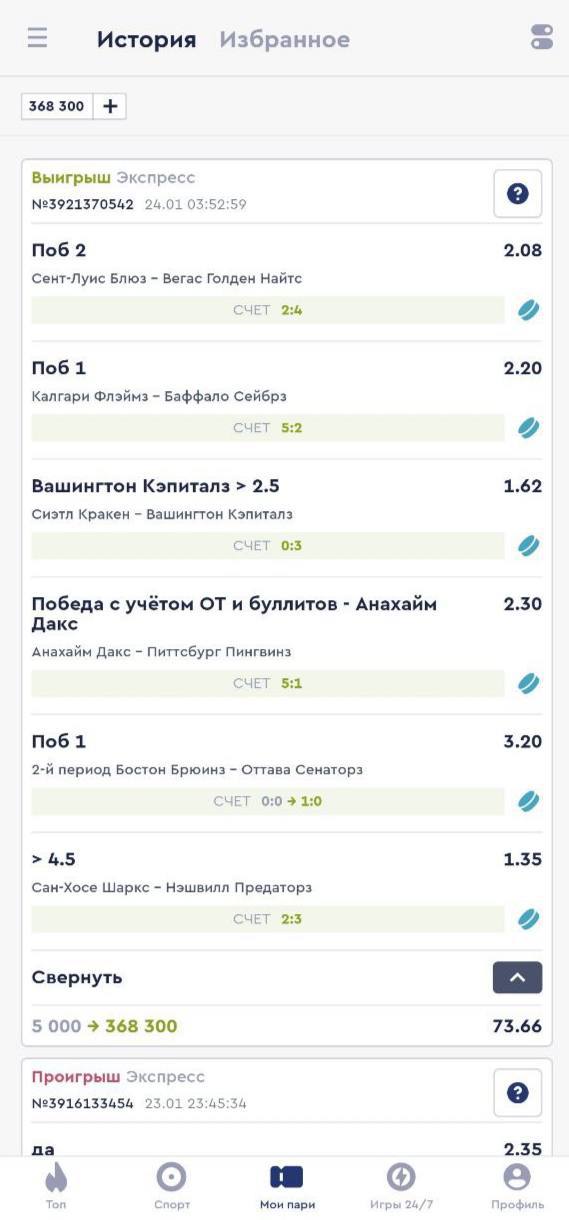 История Избранное
368 300 +
Выигрыш Экспресс
№3921370542 24.01 03:52:59
Поб 2 2.08
Сент-Луис Блюз – Вегас Голден Найтс
СЧЕТ 2:4
Поб 1 2.20
Калгари Флэймз – Баффало Сейбрз
СЧЕТ 5:2
Вашингтон Кэпиталз > 2.5 1.62
Сиэтл Кракен – Вашингтон Кэпиталз
СЧЕТ 0:3
Победа с учётом ОТ и буллитов - Анахайм 2.30
Дакс
Анахайм Дакс – Питтсбург Пингвинз
СЧЕТ 5:1
Поб 1 3.20
2-й период Бостон Брюинз – Оттава Сенаторз
СЧЕТ 0:0 → 1:0
> 4.5 1.35
Сан-Хосе Шаркс – Нэшвилл Предаторз
СЧЕТ 2:3
Свернуть
5 000 → 368 300 73.66
Проигрыш Экспресс
№3916133454 23.01 23:45:34
да 2.35
Топ Спорт Мои пари Игры 24/7 Профиль